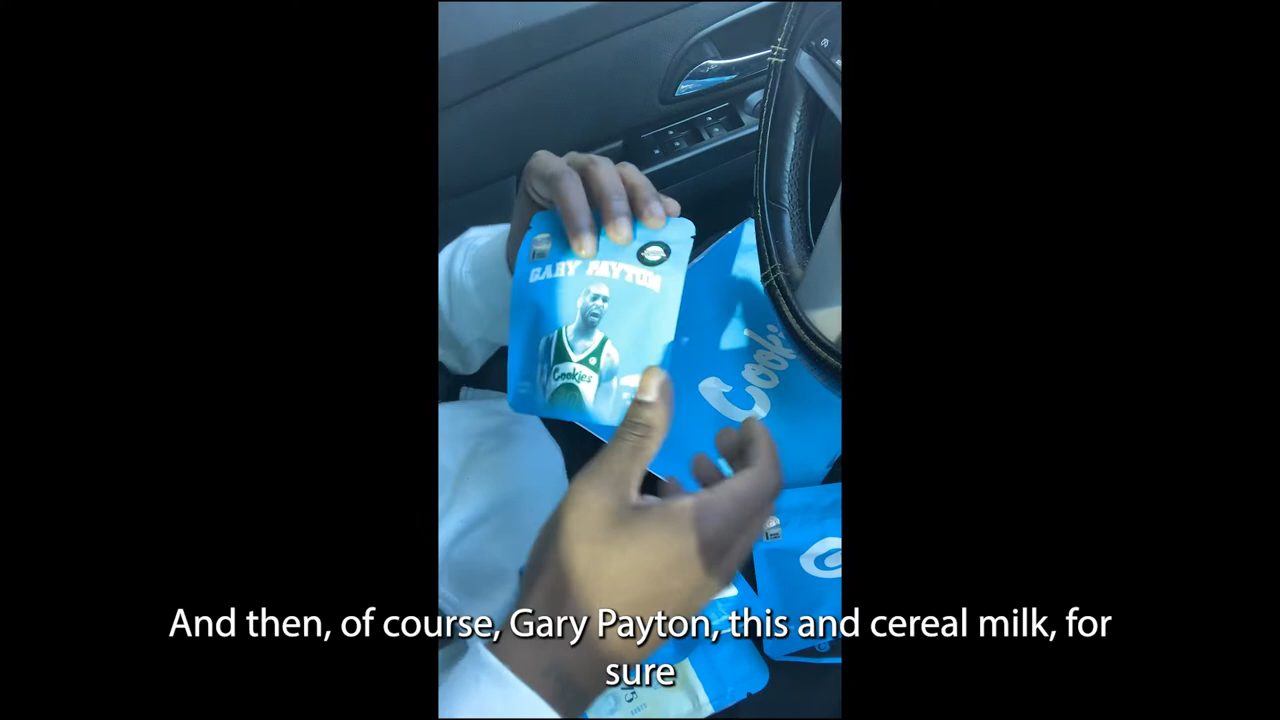 GARY PAYTON
Cookies
Cook
And then, of course, Gary Payton, this and cereal milk, for
sure